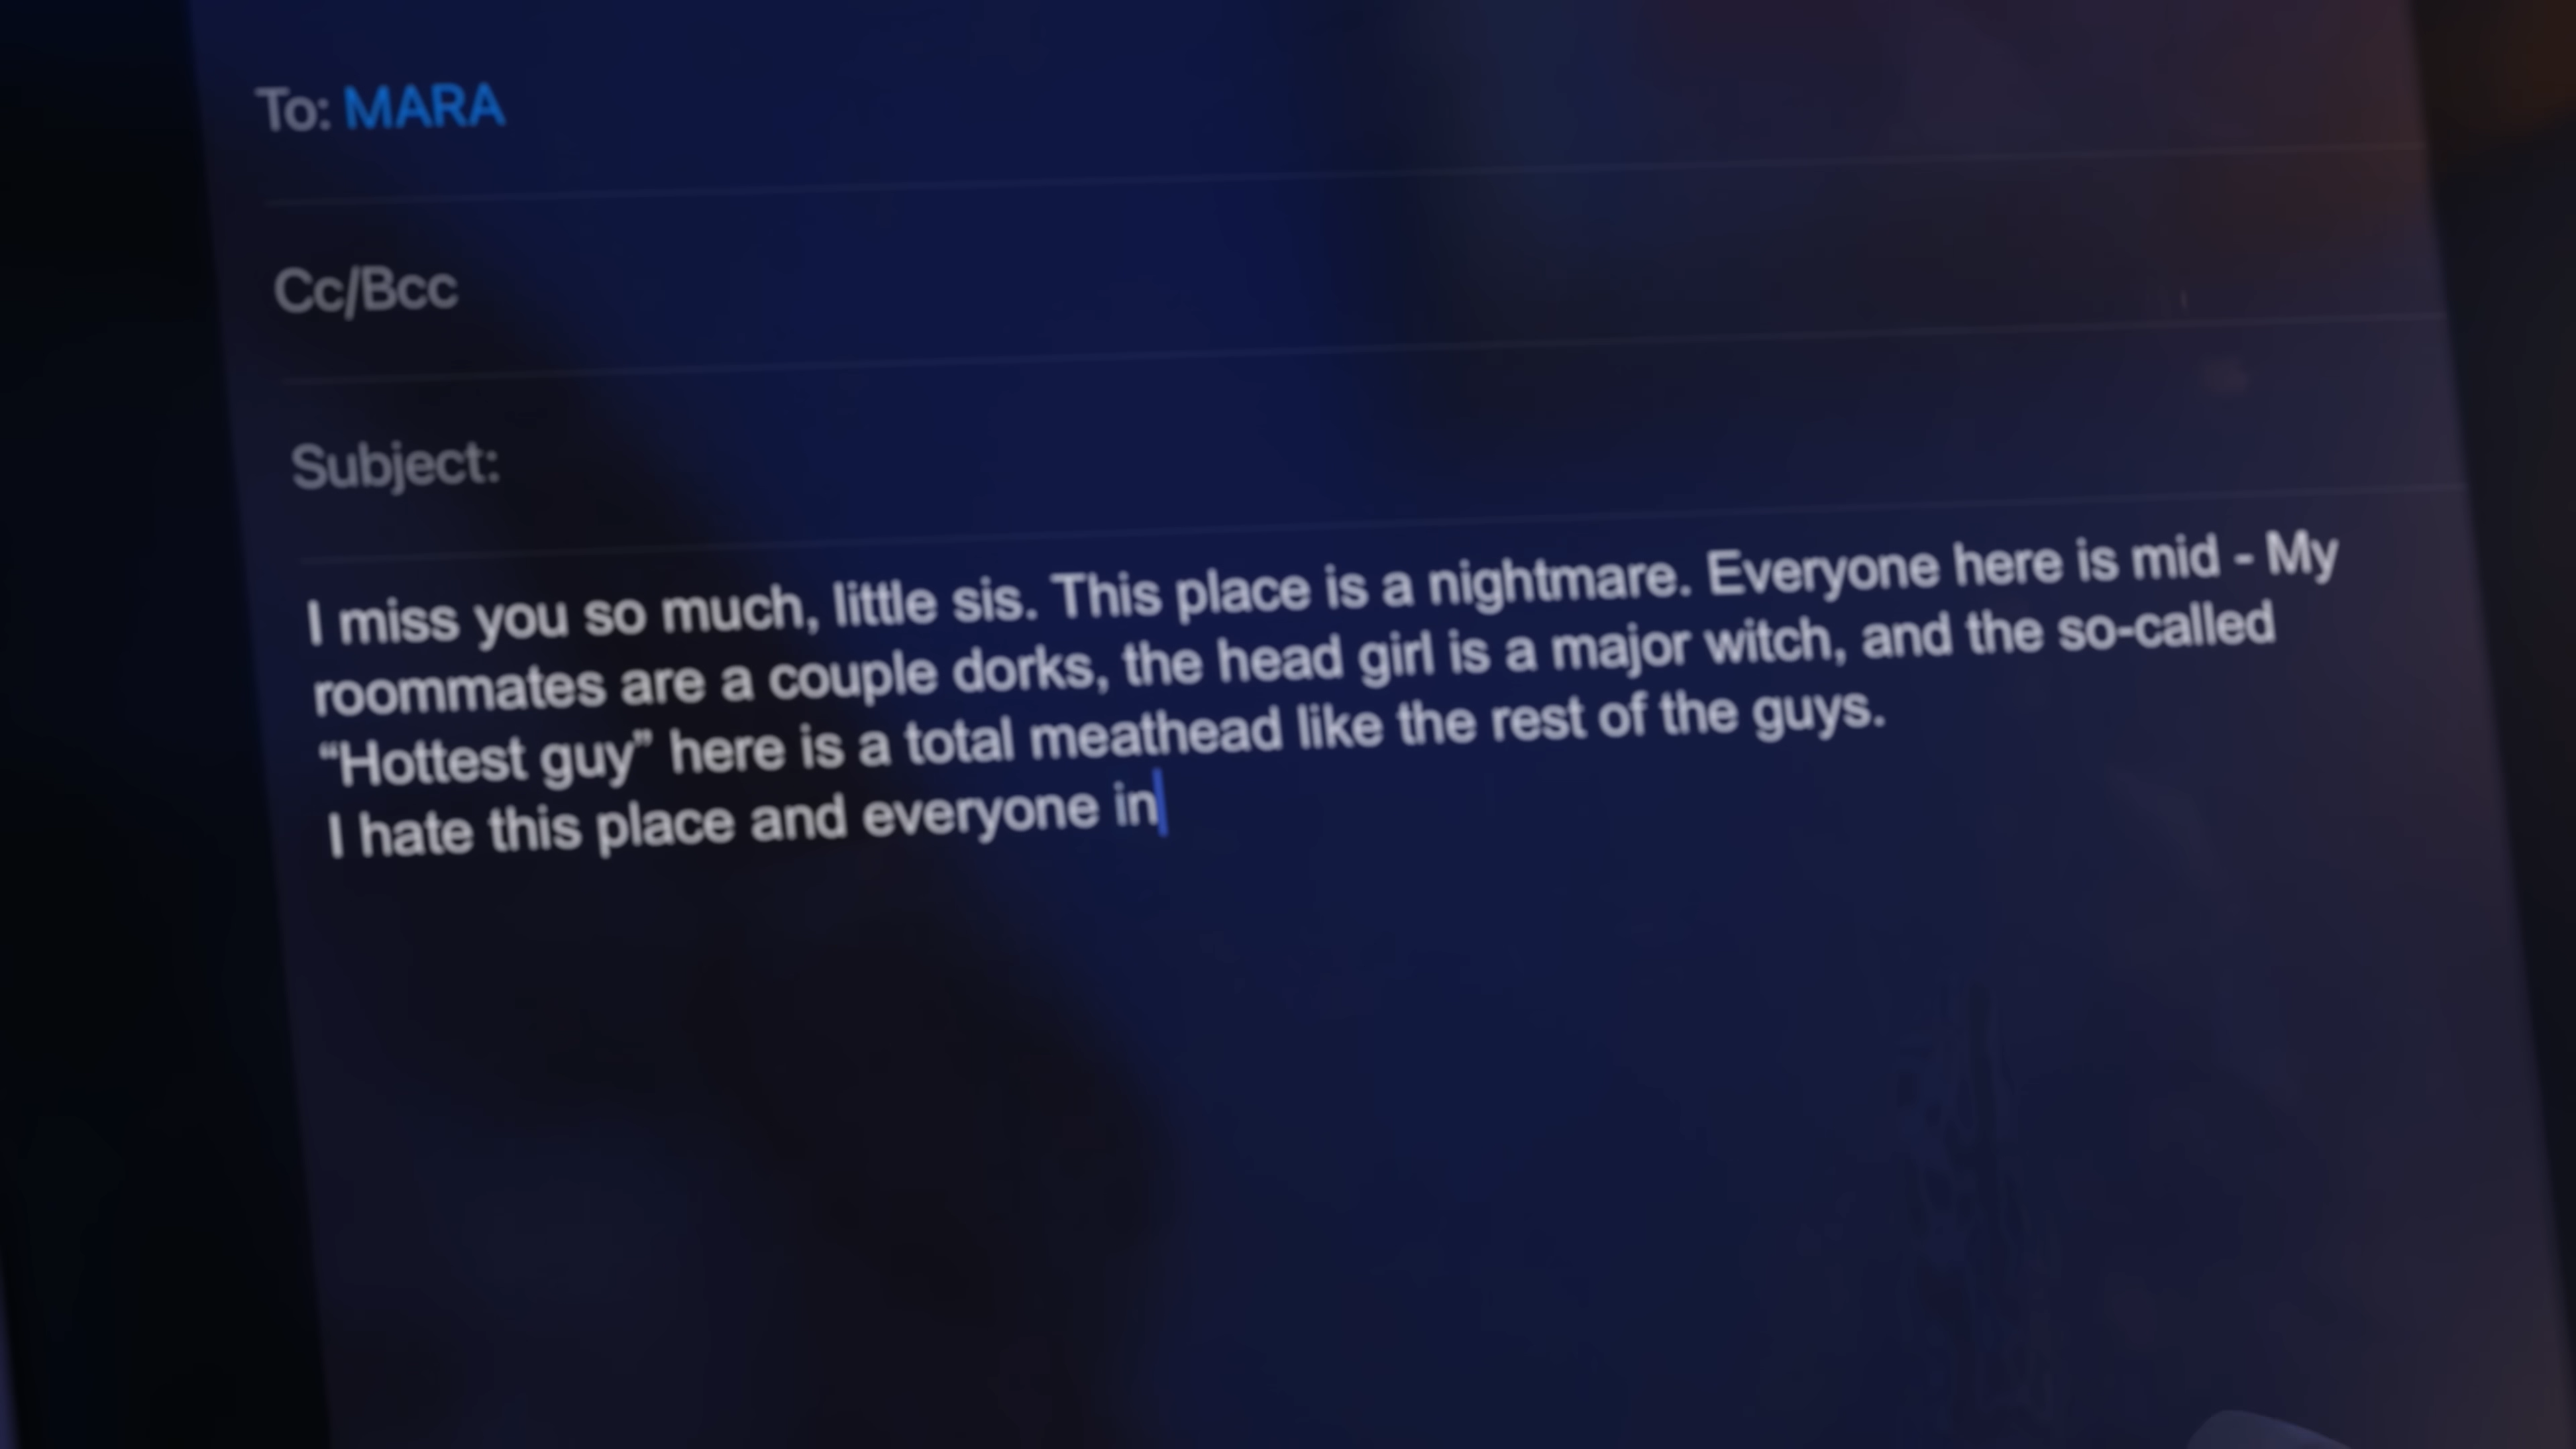 To: MARA
Cc/Bcc
Subject:
I miss you so much, little sis. This place is a nightmare. Everyone here is mid - My
roommates are a couple dorks, the head girl is a major witch, and the so-called
“Hottest guy” here is a total meathead like the rest of the guys.
I hate this place and everyone in